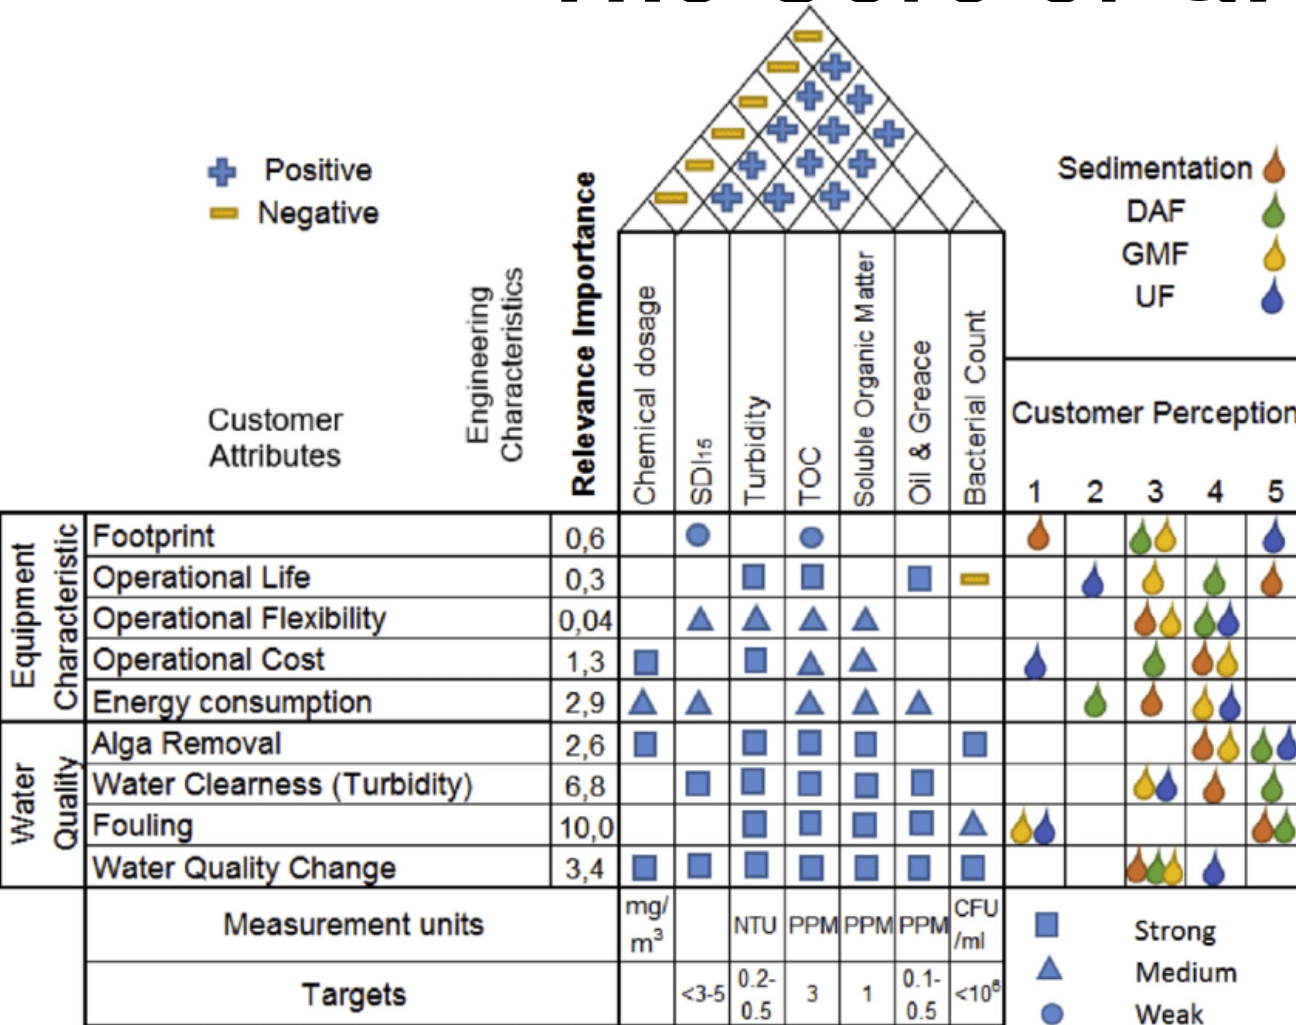 Positive
Negative
Sedimentation
DAF
GMF
UF
Engineering
Characteristics
Relevance Importance
Customer
Attributes
Chemical dosage
SDI15
Turbidity
TOC
Soluble Organic Matter
Oil & Greace
Bacterial Count
Customer Perception
1 2 3 4 5
Equipment
Characteristic
Footprint 0,6
Operational Life 0,3
Operational Flexibility 0,04
Operational Cost 1,3
Energy consumption 2,9
Water
Quality
Alga Removal 2,6
Water Clearness (Turbidity) 6,8
Fouling 10,0
Water Quality Change 3,4
Measurement units mg/m³ NTU PPM PPM PPM CFU/ml
Targets <3-5 0.2-0.5 3 1 0.1-0.5 <10⁶
Strong
Medium
Weak